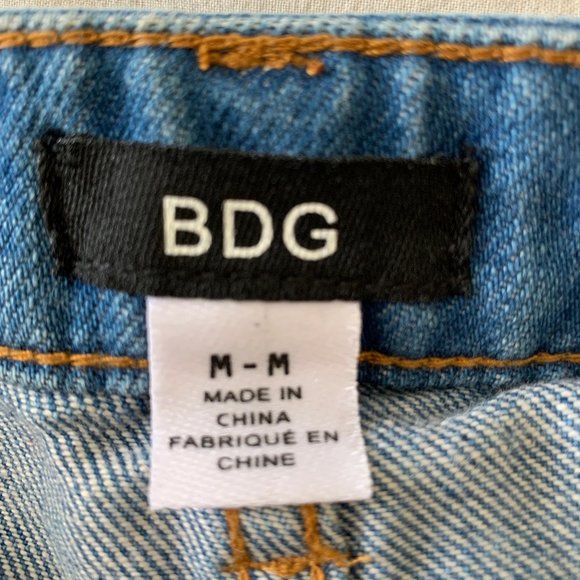 BDG
M - M
MADE IN
CHINA
FABRIQUÉ EN
CHINE